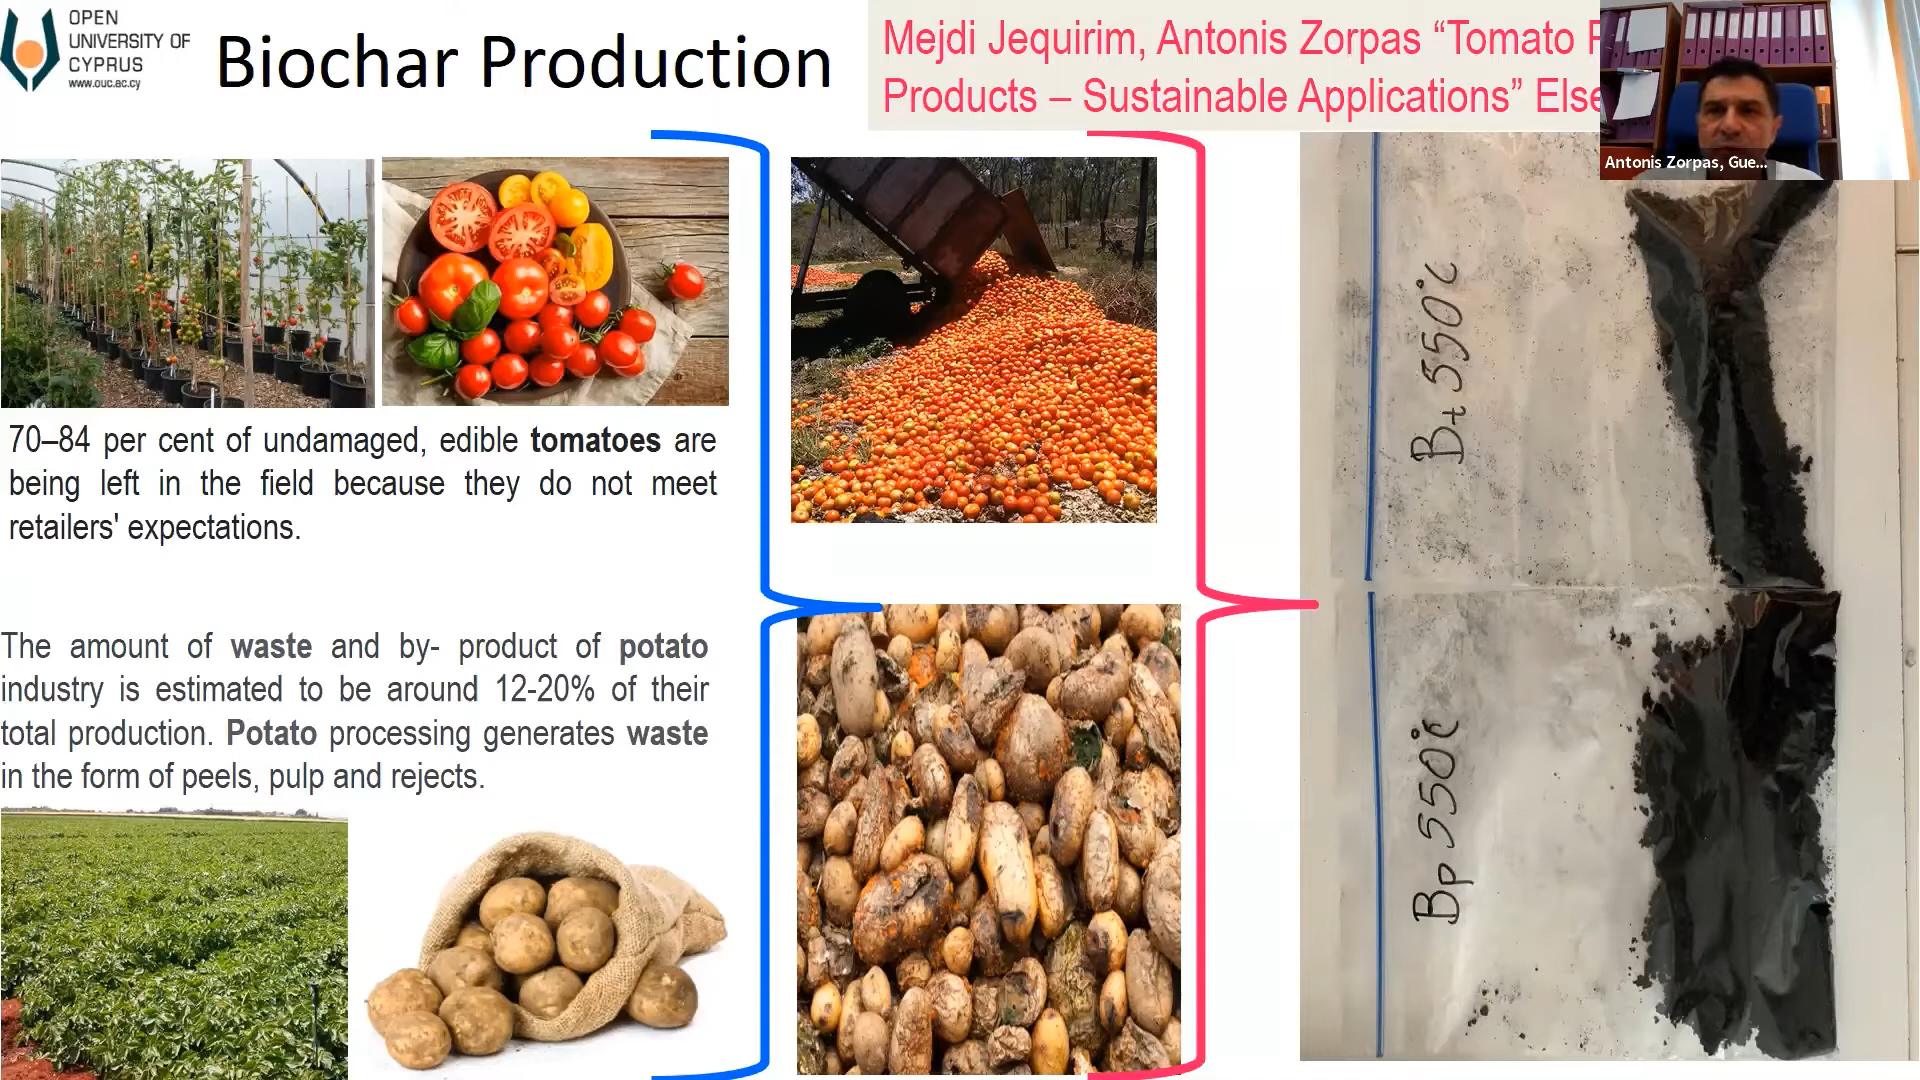 OPEN
UNIVERSITY OF
CYPRUS
www.ouc.ac.cy
Biochar Production
Mejdi Jequirim, Antonis Zorpas “Tomato
Products – Sustainable Applications”
Antonis Zorpas, Gue...
70–84 per cent of undamaged, edible tomatoes are
being left in the field because they do not meet
retailers' expectations.
The amount of waste and by- product of potato
industry is estimated to be around 12-20% of their
total production. Potato processing generates waste
in the form of peels, pulp and rejects.
Bt 550°C
Bp 550°C